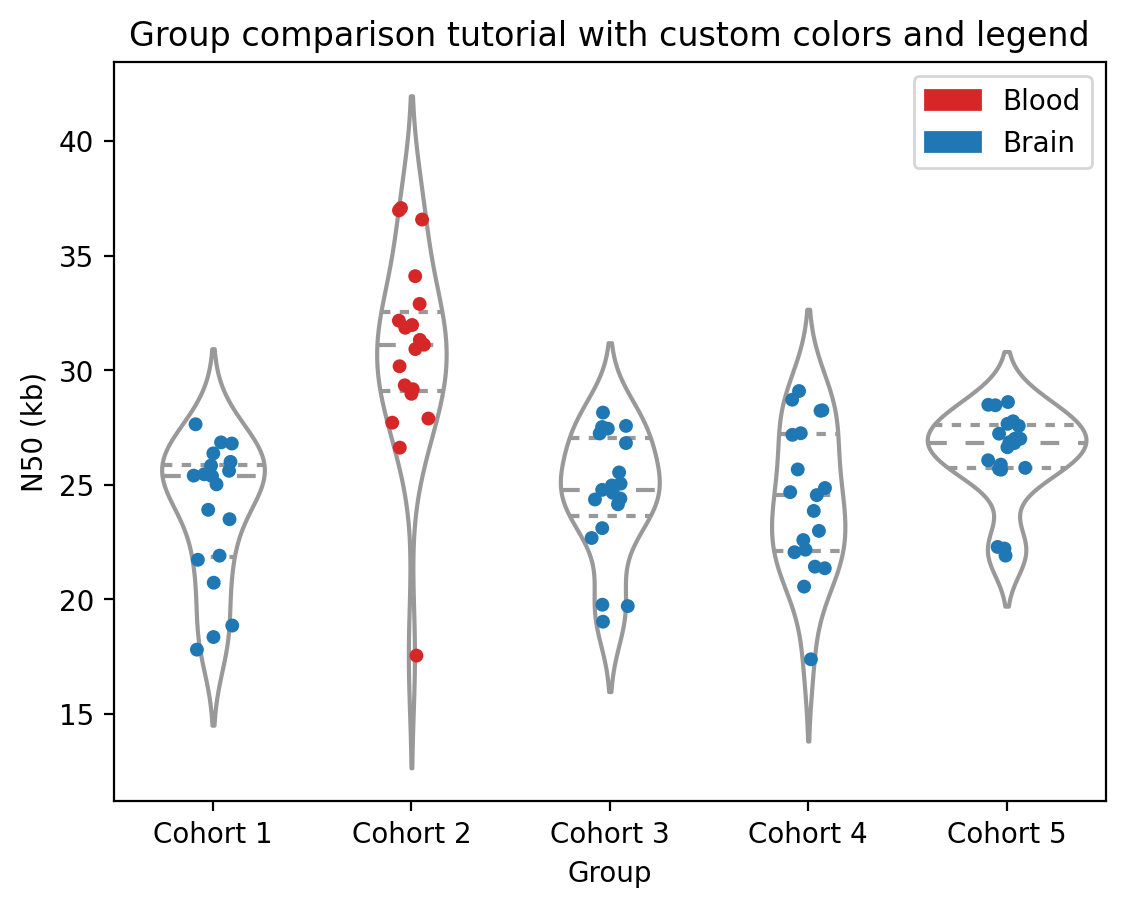 Group comparison tutorial with custom colors and legend
Blood
Brain
N50 (kb)
40
35
30
25
20
15
Cohort 1
Cohort 2
Cohort 3
Cohort 4
Cohort 5
Group